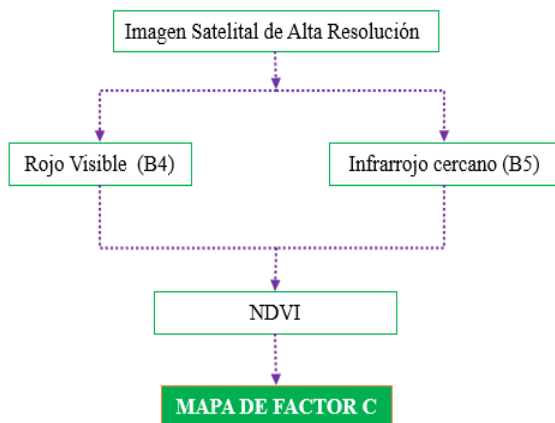 Imagen Satelital de Alta Resolución
Rojo Visible (B4)
Infrarrojo cercano (B5)
NDVI
MAPA DE FACTOR C